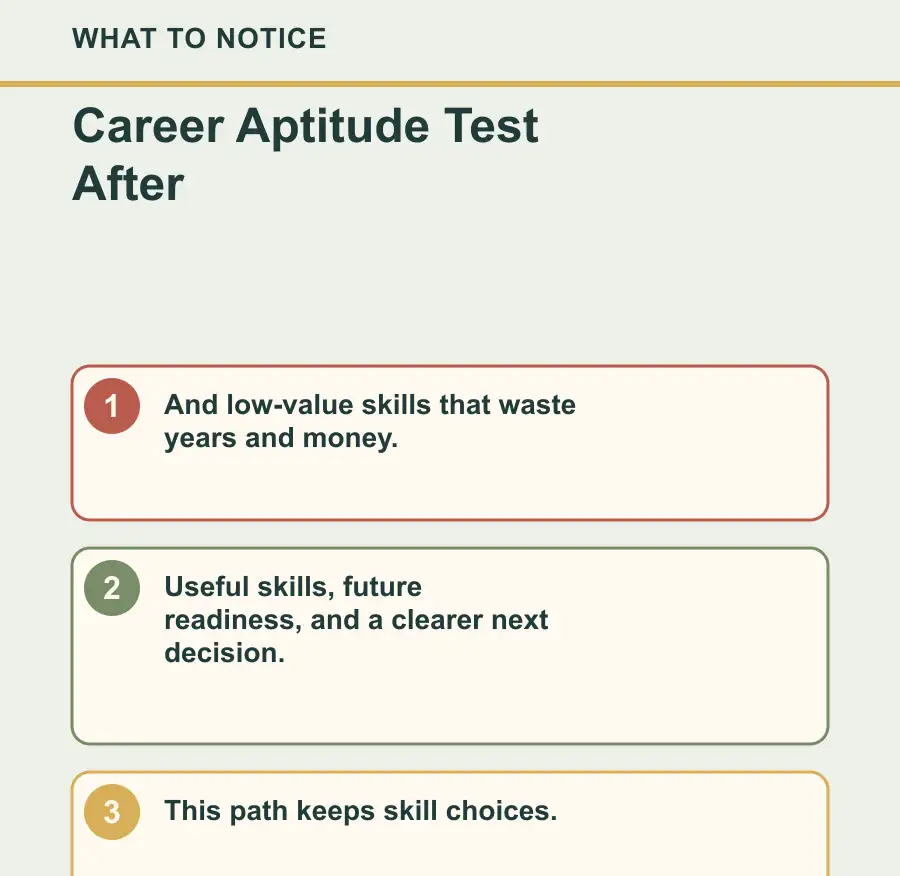 WHAT TO NOTICE
Career Aptitude Test
After
1
And low-value skills that waste
years and money.
2
Useful skills, future
readiness, and a clearer next
decision.
3
This path keeps skill choices.